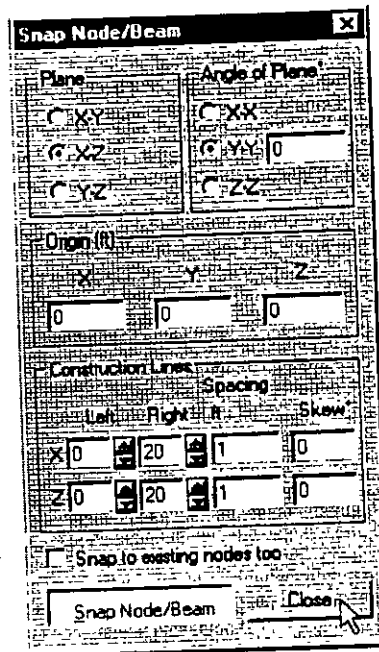 Snap Node/Beam
Plane
Angle of Plane°
X-Y
X-X
X-Z
Y-Y 0
Y-Z
Z-Z
Origin (ft)
X Y Z
0 0 0
Construction Lines
Spacing
Left Right ft Skew°
X 0 20 1 0
Z 0 20 1 0
Snap to existing nodes too
Snap Node/Beam Close